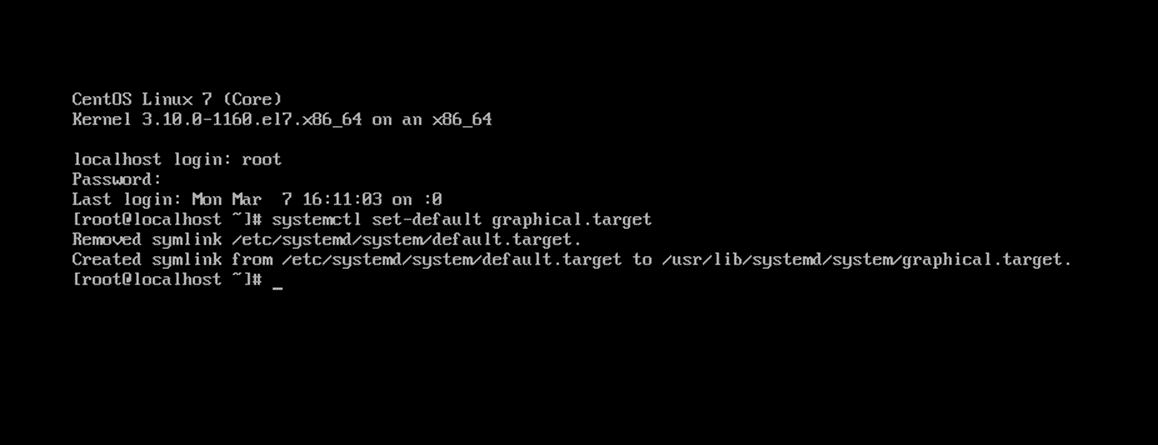 CentOS Linux 7 (Core)
Kernel 3.10.0-1160.el7.x86_64 on an x86_64
localhost login: root
Password:
Last login: Mon Mar  7 16:11:03 on :0
[root@localhost ~]# systemctl set-default graphical.target
Removed symlink /etc/systemd/system/default.target.
Created symlink from /etc/systemd/system/default.target to /usr/lib/systemd/system/graphical.target.
[root@localhost ~]# _